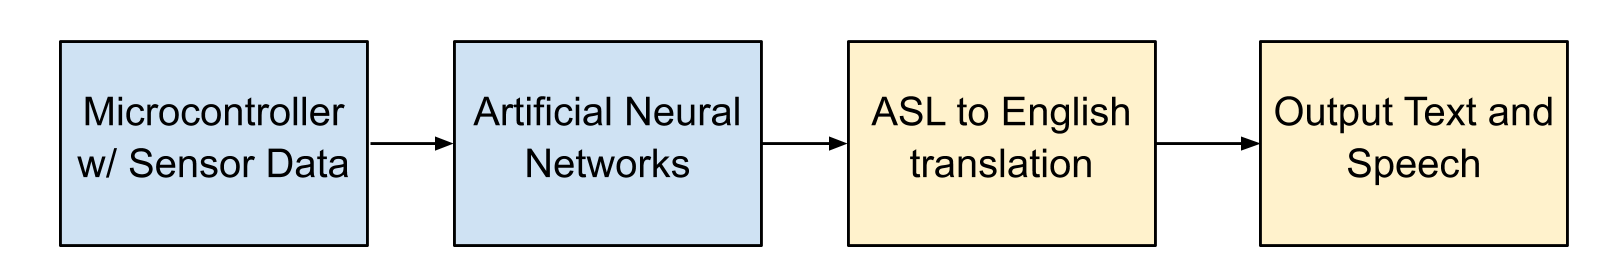 Microcontroller
w/ Sensor Data
Artificial Neural
Networks
ASL to English
translation
Output Text and
Speech